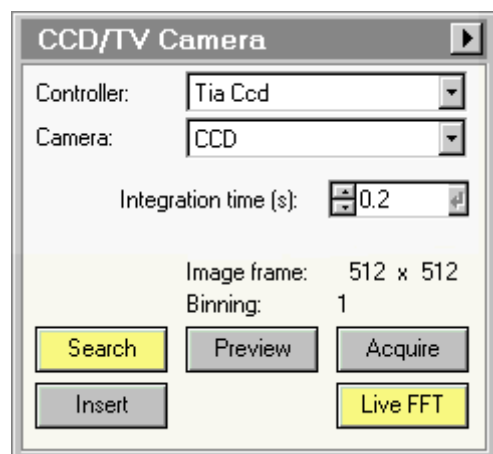 CCD/TV Camera
Controller: Tia Ccd
Camera: CCD
Integration time (s): 0.2
Image frame: 512 x 512
Binning: 1
Search Preview Acquire
Insert Live FFT